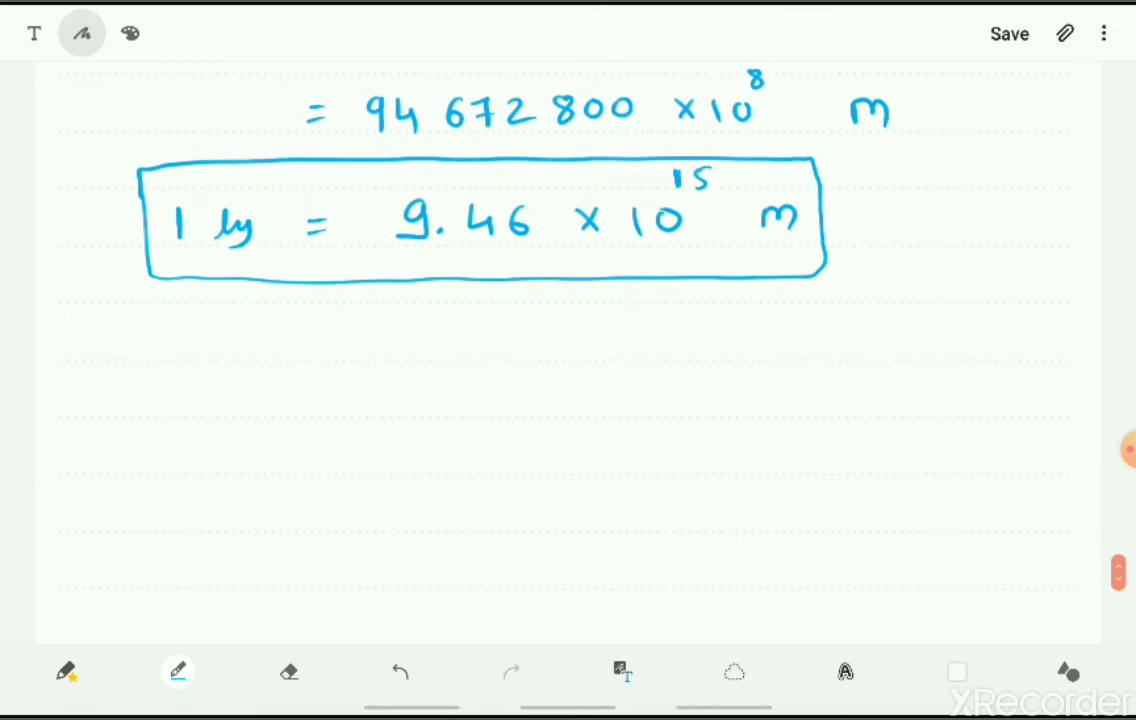 T Save
= 94 672 800 × 10⁸ m
1 ly = 9.46 × 10¹⁵ m
T A
XRecorder